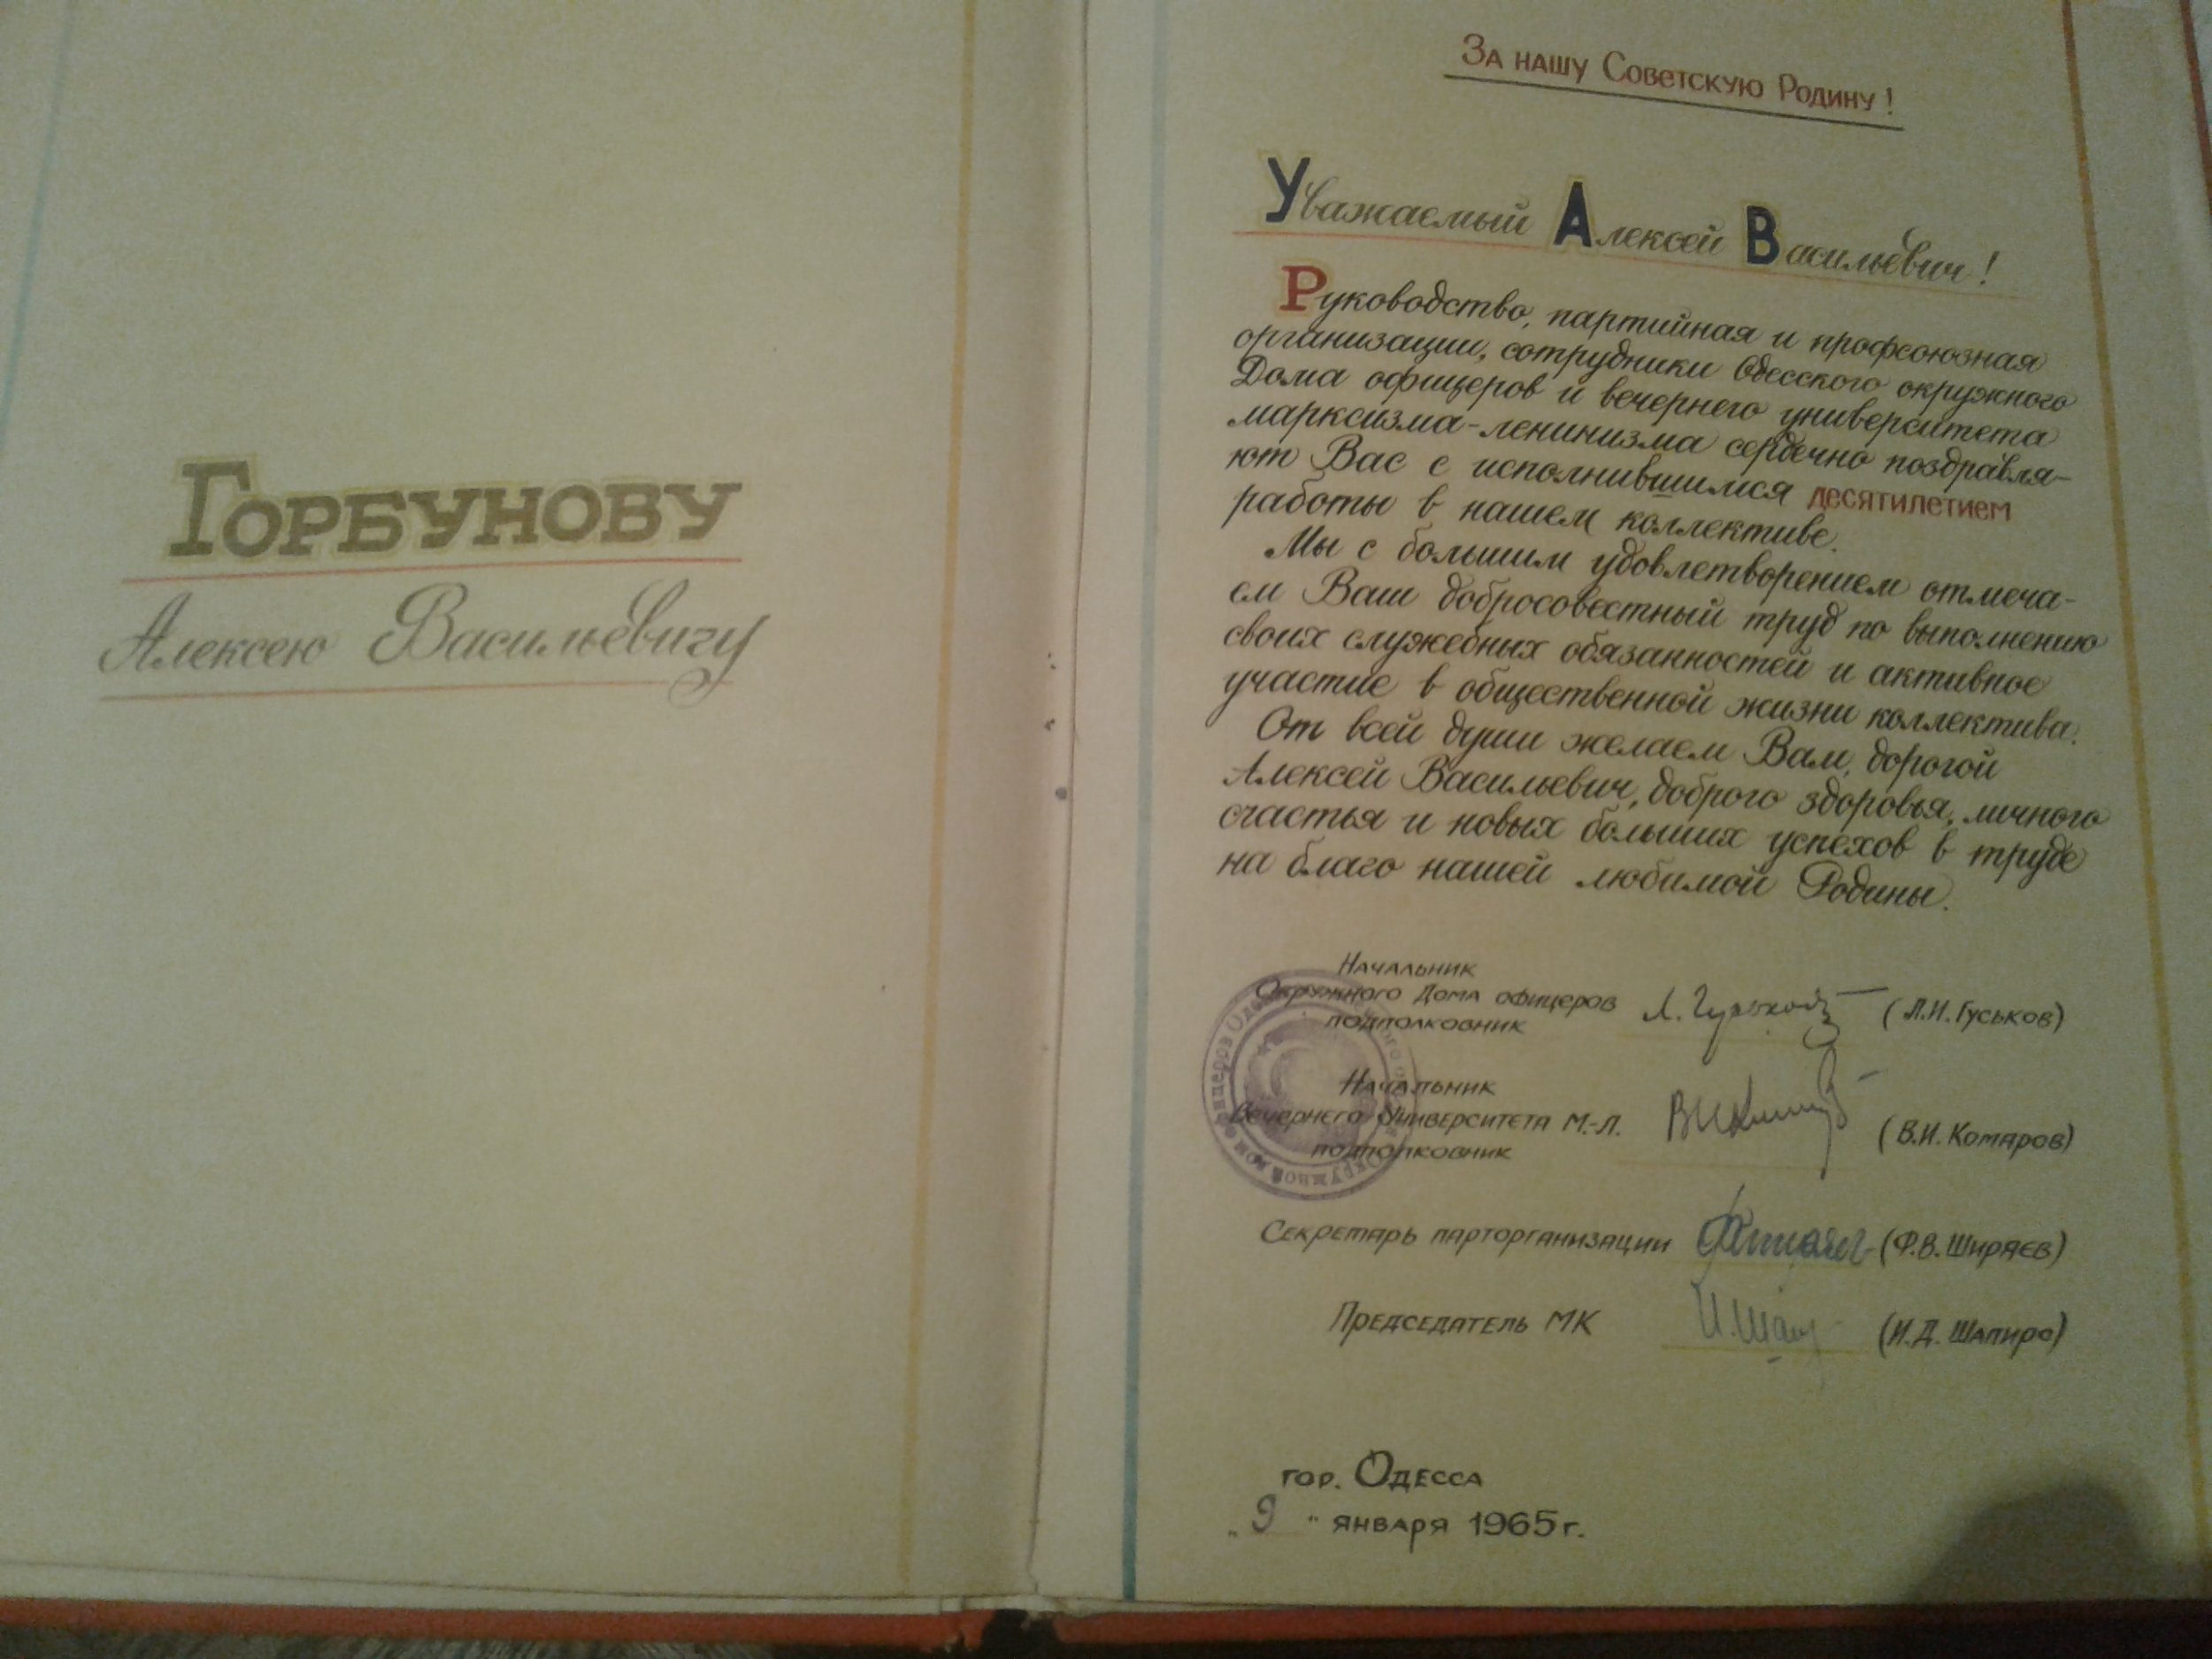 ГОРБУНОВУ
Алексею Васильевичу
За нашу Советскую Родину!
Уважаемый Алексей Васильевич!
Руководство, партийная и профсоюзная
организации, сотрудники Одесского окружного
Дома офицеров и вечернего университета
марксизма-ленинизма сердечно поздравля-
ют Вас с исполнившимся десятилетием
работы в нашем коллективе.
Мы с большим удовлетворением отмеча-
ем Ваш добросовестный труд по выполнению
своих служебных обязанностей и активное
участие в общественной жизни коллектива.
От всей души желаем Вам, дорогой
Алексей Васильевич, доброго здоровья, личного
счастья и новых больших успехов в труде
на благо нашей любимой Родины.
Начальник
Окружного Дома офицеров Л. Гуськов (Л.И. Гуськов)
подполковник
Начальник
Вечернего Университета М.-Л. (В.И. Комаров)
подполковник
Секретарь парторганизации (Ф.В. Ширяев)
Председатель МК И. Шап (И.Д. Шапиро)
гор. Одесса
„9" января 1965 г.